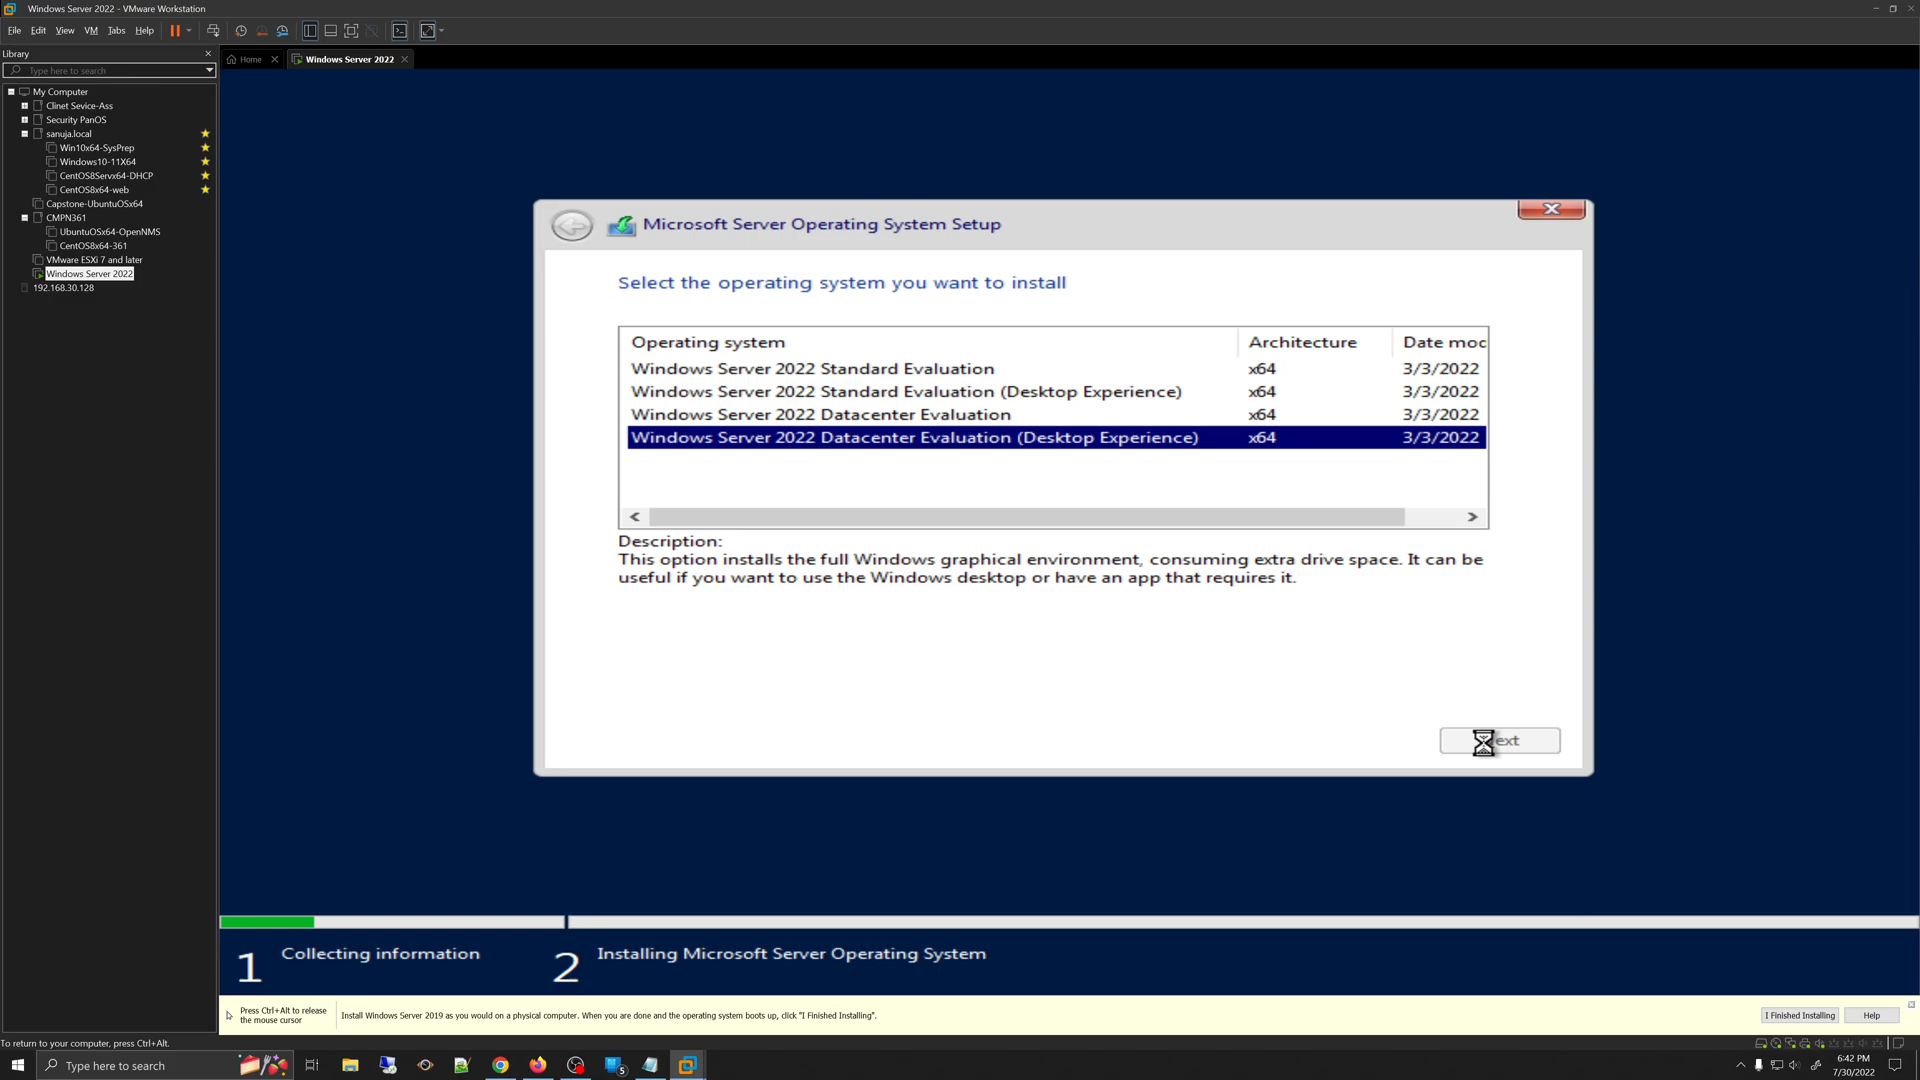 Windows Server 2022 - VMware Workstation
File Edit View VM Tabs Help
Library
Home
Windows Server 2022
Type here to search
My Computer
Clinet Sevice-Ass
Security PanOS
sanuja.local
Win10x64-SysPrep
Windows10-11X64
CentOS8Servx64-DHCP
CentOS8x64-web
Capstone-UbuntuOSx64
CMPN361
UbuntuOSx64-OpenNMS
CentOS8x64-361
VMware ESXi 7 and later
Windows Server 2022
192.168.30.128
Microsoft Server Operating System Setup
Select the operating system you want to install
Operating system Architecture Date moc
Windows Server 2022 Standard Evaluation x64 3/3/2022
Windows Server 2022 Standard Evaluation (Desktop Experience) x64 3/3/2022
Windows Server 2022 Datacenter Evaluation x64 3/3/2022
Windows Server 2022 Datacenter Evaluation (Desktop Experience) x64 3/3/2022
Description:
This option installs the full Windows graphical environment, consuming extra drive space. It can be
useful if you want to use the Windows desktop or have an app that requires it.
ext
1 Collecting information
2 Installing Microsoft Server Operating System
Press Ctrl+Alt to release
the mouse cursor
Install Windows Server 2019 as you would on a physical computer. When you are done and the operating system boots up, click "I Finished Installing".
I Finished Installing
Help
To return to your computer, press Ctrl+Alt.
Type here to search
5
6:42 PM
7/30/2022